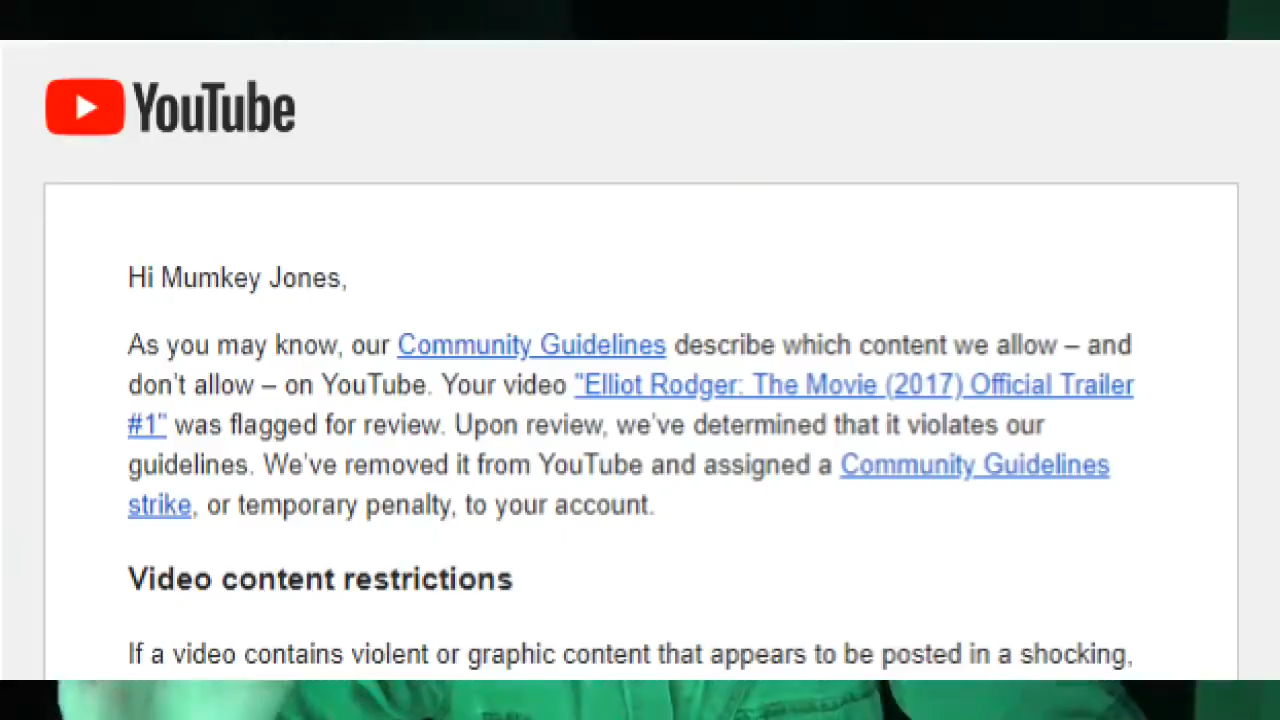 YouTube
Hi Mumkey Jones,
As you may know, our Community Guidelines describe which content we allow – and
don't allow – on YouTube. Your video "Elliot Rodger: The Movie (2017) Official Trailer
#1" was flagged for review. Upon review, we've determined that it violates our
guidelines. We've removed it from YouTube and assigned a Community Guidelines
strike, or temporary penalty, to your account.
Video content restrictions
If a video contains violent or graphic content that appears to be posted in a shocking,